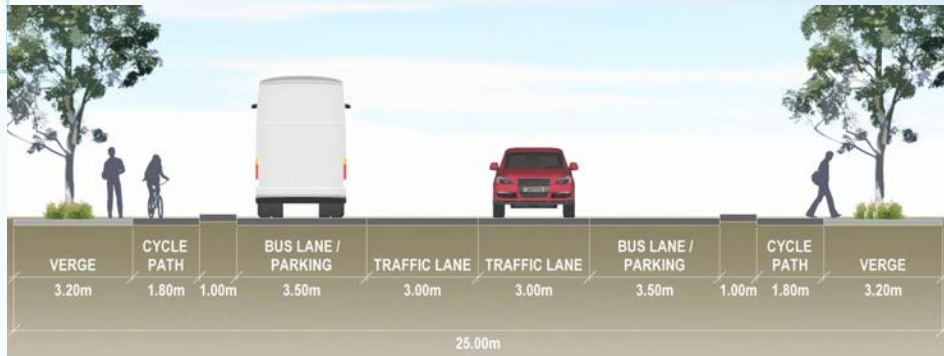 VERGE
3.20m
CYCLE
PATH
1.80m
1.00m
BUS LANE /
PARKING
3.50m
TRAFFIC LANE
3.00m
TRAFFIC LANE
3.00m
BUS LANE /
PARKING
3.50m
1.00m
CYCLE
PATH
1.80m
VERGE
3.20m
25.00m